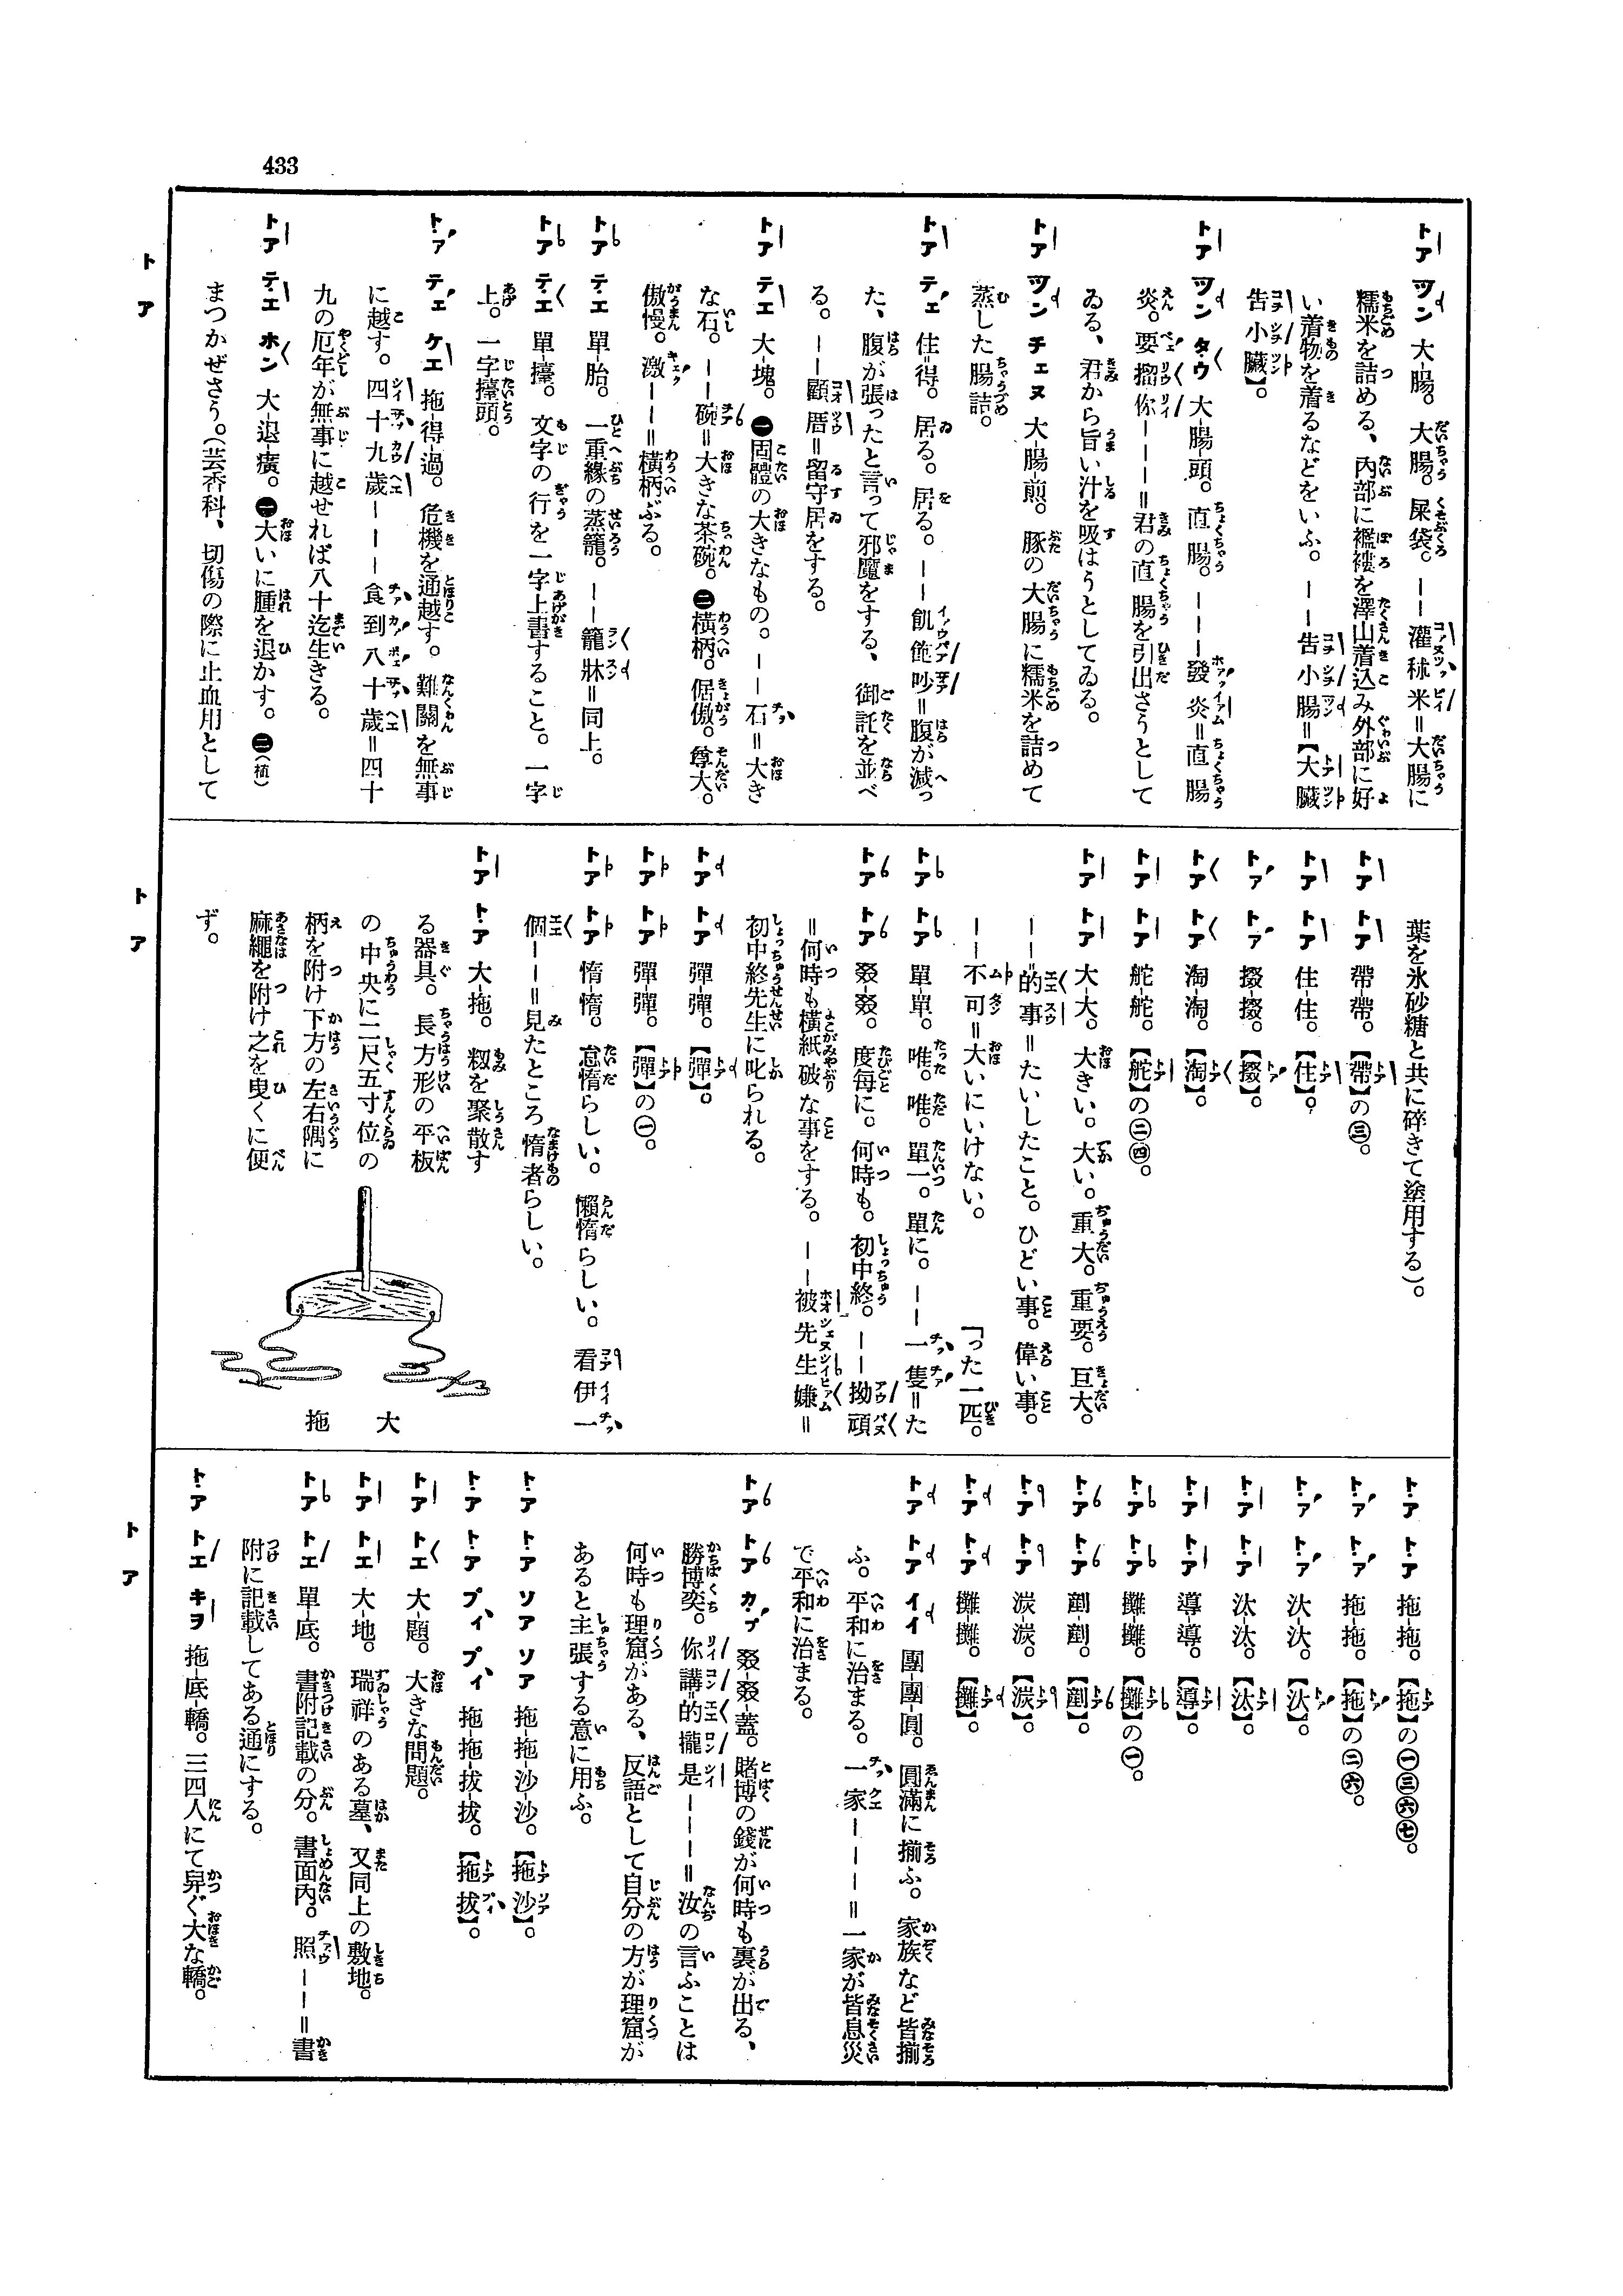 433
トア ツン 大-腸。大腸。屎袋。――灌秫米=大腸に
糯米を詰める、內部に襤褸を澤山着込み外部に好
い着物を着るなどをいふ。――吿小腸=【大臟
吿小臟】。
トア ツン タウ 大-腸-頭。直腸。―――發炎=直腸
炎。要搐你―――=君の直腸を引出さうとして
ゐる、君から旨い汁を吸はうとしてゐる。
トア ツン チエヌ 大-腸-煎。豚の大腸に糯米を詰めて
蒸した腸詰。
トア テエ 住=得。居る。居る。――飢飽吵=腹が減っ
た、腹が張ったと言って邪魔をする、御託を並べ
る。――顧厝=留守居をする。
トア テエ 大-塊。㊀固體の大きなもの。――石=大き
な石。――碗=大きな茶碗。㊁橫柄。倨傲。尊大。
傲慢。激――=橫柄ぶる。
トア テエ 單-胎。一重緣の蒸籠。――籠牀=同上。
トア テエ 單-擡。文字の行を一字上書すること。一字
上。一字擡頭。
トア テエ ケエ 拖-得-過。危機を通越す。難關を無事
に越す。四十九歲―――食到八十歲=四十
九の厄年が無事に越せれば八十迄生きる。
トア テエ ホン 大-退-癀。㊀大いに腫を退かす。㊁(植)
まつかぜさう。(芸香科、切傷の際に止血用として
葉を氷砂糖と共に碎きて塗用する)。
トア トア 帶-帶。【帶】の㊂。
トア トア 住-住。【住】。
トア トア 掇-掇。【掇】。
トア トア 淘-淘。【淘】。
トア トア 舵-舵。【舵】の㊁㊃。
トア トア 大-大。大きい。大い。重大。重要。巨大。
――的事=たいしたこと。ひどい事。偉い事。
――不可=大いにいけない。 「った一匹。
トア トア 單-單。唯。唯。單一。單に。――一隻=た
トア トア 綴-綴。度每に。何時も。初中終。――拗頑
=何時も橫紙破な事をする。――被先生嫌=
初中終先生に叱られる。
トア トア 彈-彈。【彈】。
トア トア 彈-彈。【彈】の㊀。
トア トア 惰-惰。怠惰らしい。懶惰らしい。看伊一
個――=見たところ惰者らしい。
トア トア 大-拖。籾を聚散す
る器具。長方形の平板
の中央に二尺五寸位の
柄を附け下方の左右隅に
麻繩を附け之を曳くに便
ず。
大拖
トア トア 拖-拖。【拖】の㊀㊂㊅㊆。
トア トア 拖-拖。【拖】の㊁㊅。
トア トア 汏-汏。【汏】。
トア トア 汏-汏。【汏】。
トア トア 導-導。【導】。
トア トア 攤-攤。【攤】の㊀。
トア トア 剷-剷。【剷】。
トア トア 湠-湠。【湠】。
トア トア 攤-攤。【攤】。
トア トア イイ 團-團-圓。圓滿に揃ふ。家族など皆揃
ふ。平和に治まる。一家―――=一家が皆息災
で平和に治まる。
トア トア カプ 綴-綴-蓋。賭博の錢が何時も裏が出る、
勝博奕。你講的攏是―――=汝の言ふことは
何時も理窟がある、反語として自分の方が理窟が
あると主張する意に用ふ。
トア トア ソア ソア 拖-拖-沙-沙。【拖沙】。
トア トア プイ プイ 拖-拖-拔-拔。【拖拔】。
トア トエ 大-題。大きな問題。
トア トエ 大-地。瑞祥のある墓、又同上の敷地。
トア トエ 單-底。書附記載の分。書面內。照――=書
附に記載してある通にする。
トア トエ キヲ 拖-底-轎。三四人にて舁ぐ大な轎。
トア
トア
トア